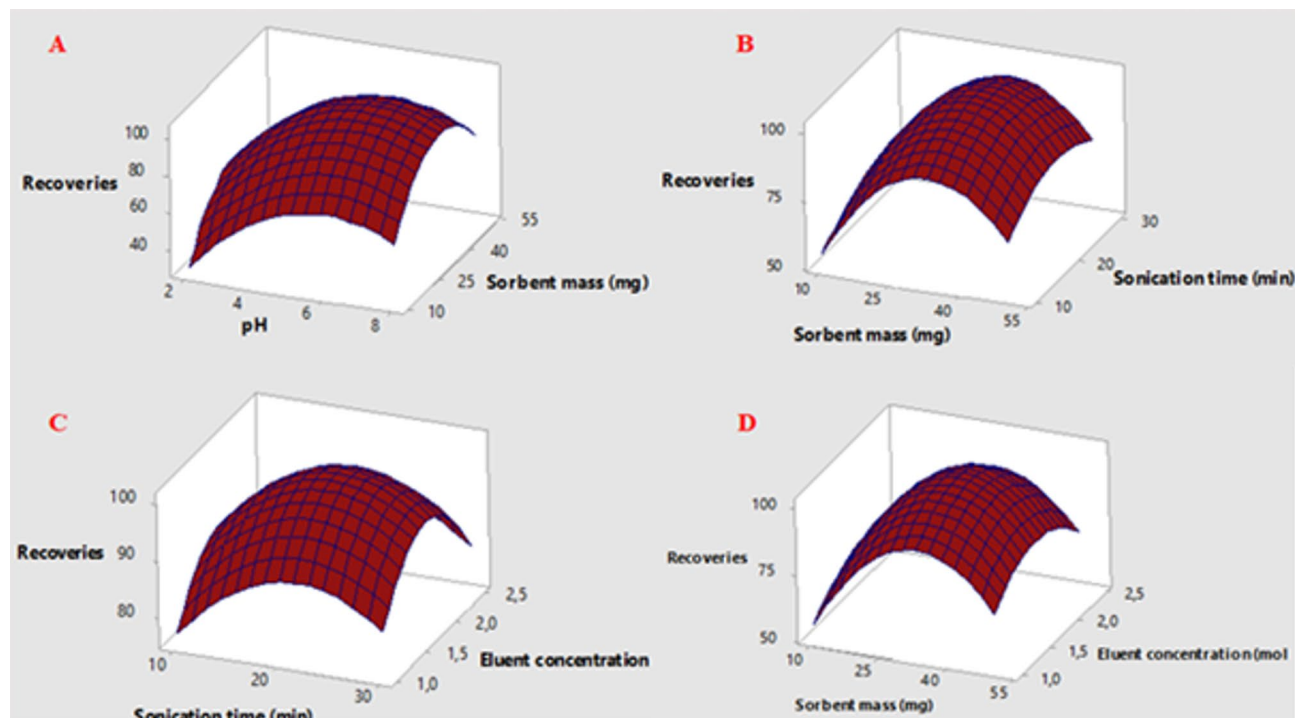 A
100
80
60
40
Recoveries
2
4
6
8
pH
55
40
25
10
Sorbent mass (mg)
B
100
75
50
Recoveries
10
25
40
55
Sorbent mass (mg)
30
20
10
Sonication time (min)
C
100
90
80
Recoveries
10
20
30
Sonication time (min)
2,5
2,0
1,5
1,0
Eluent concentration
D
100
75
50
Recoveries
10
25
40
55
Sorbent mass (mg)
2,5
2,0
1,5
1,0
Eluent concentration (mol